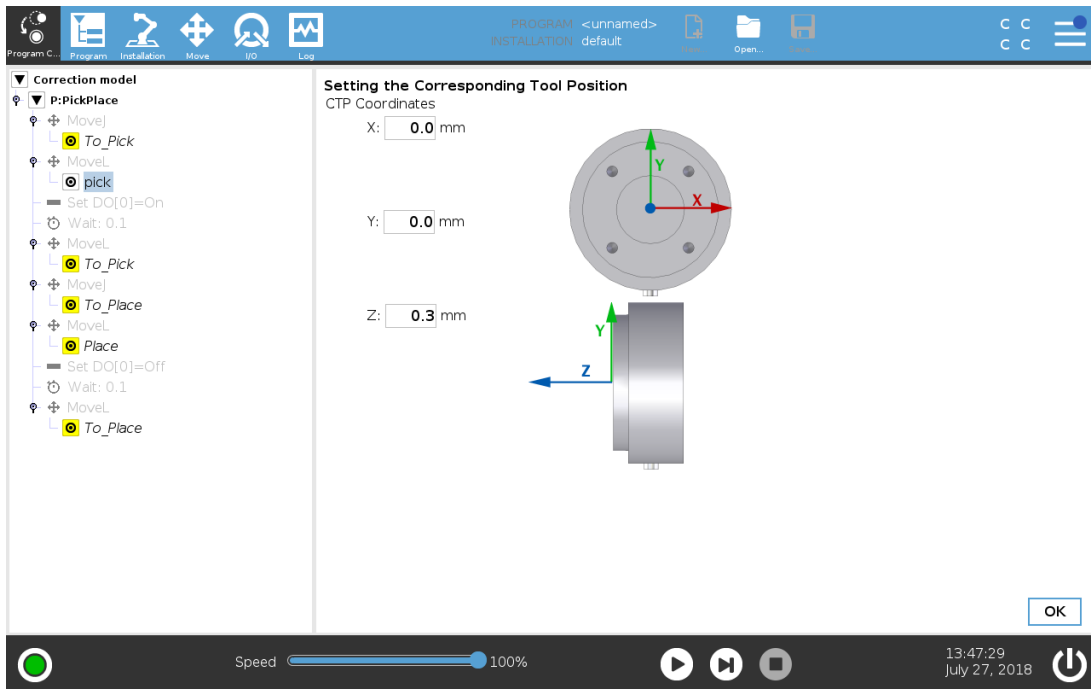 PROGRAM <unnamed>
INSTALLATION default
C C
C C
Program C... Program Installation Move I/O Log New... Open... Save...
Correction model
P:PickPlace
MoveJ
To_Pick
MoveL
pick
Set DO[0]=On
Wait: 0.1
MoveL
To_Pick
MoveJ
To_Place
MoveL
Place
Set DO[0]=Off
Wait: 0.1
MoveL
To_Place
Setting the Corresponding Tool Position
CTP Coordinates
X: 0.0 mm
Y: 0.0 mm
Z: 0.3 mm
Y
X
Y
Z
OK
Speed 100%
13:47:29
July 27, 2018